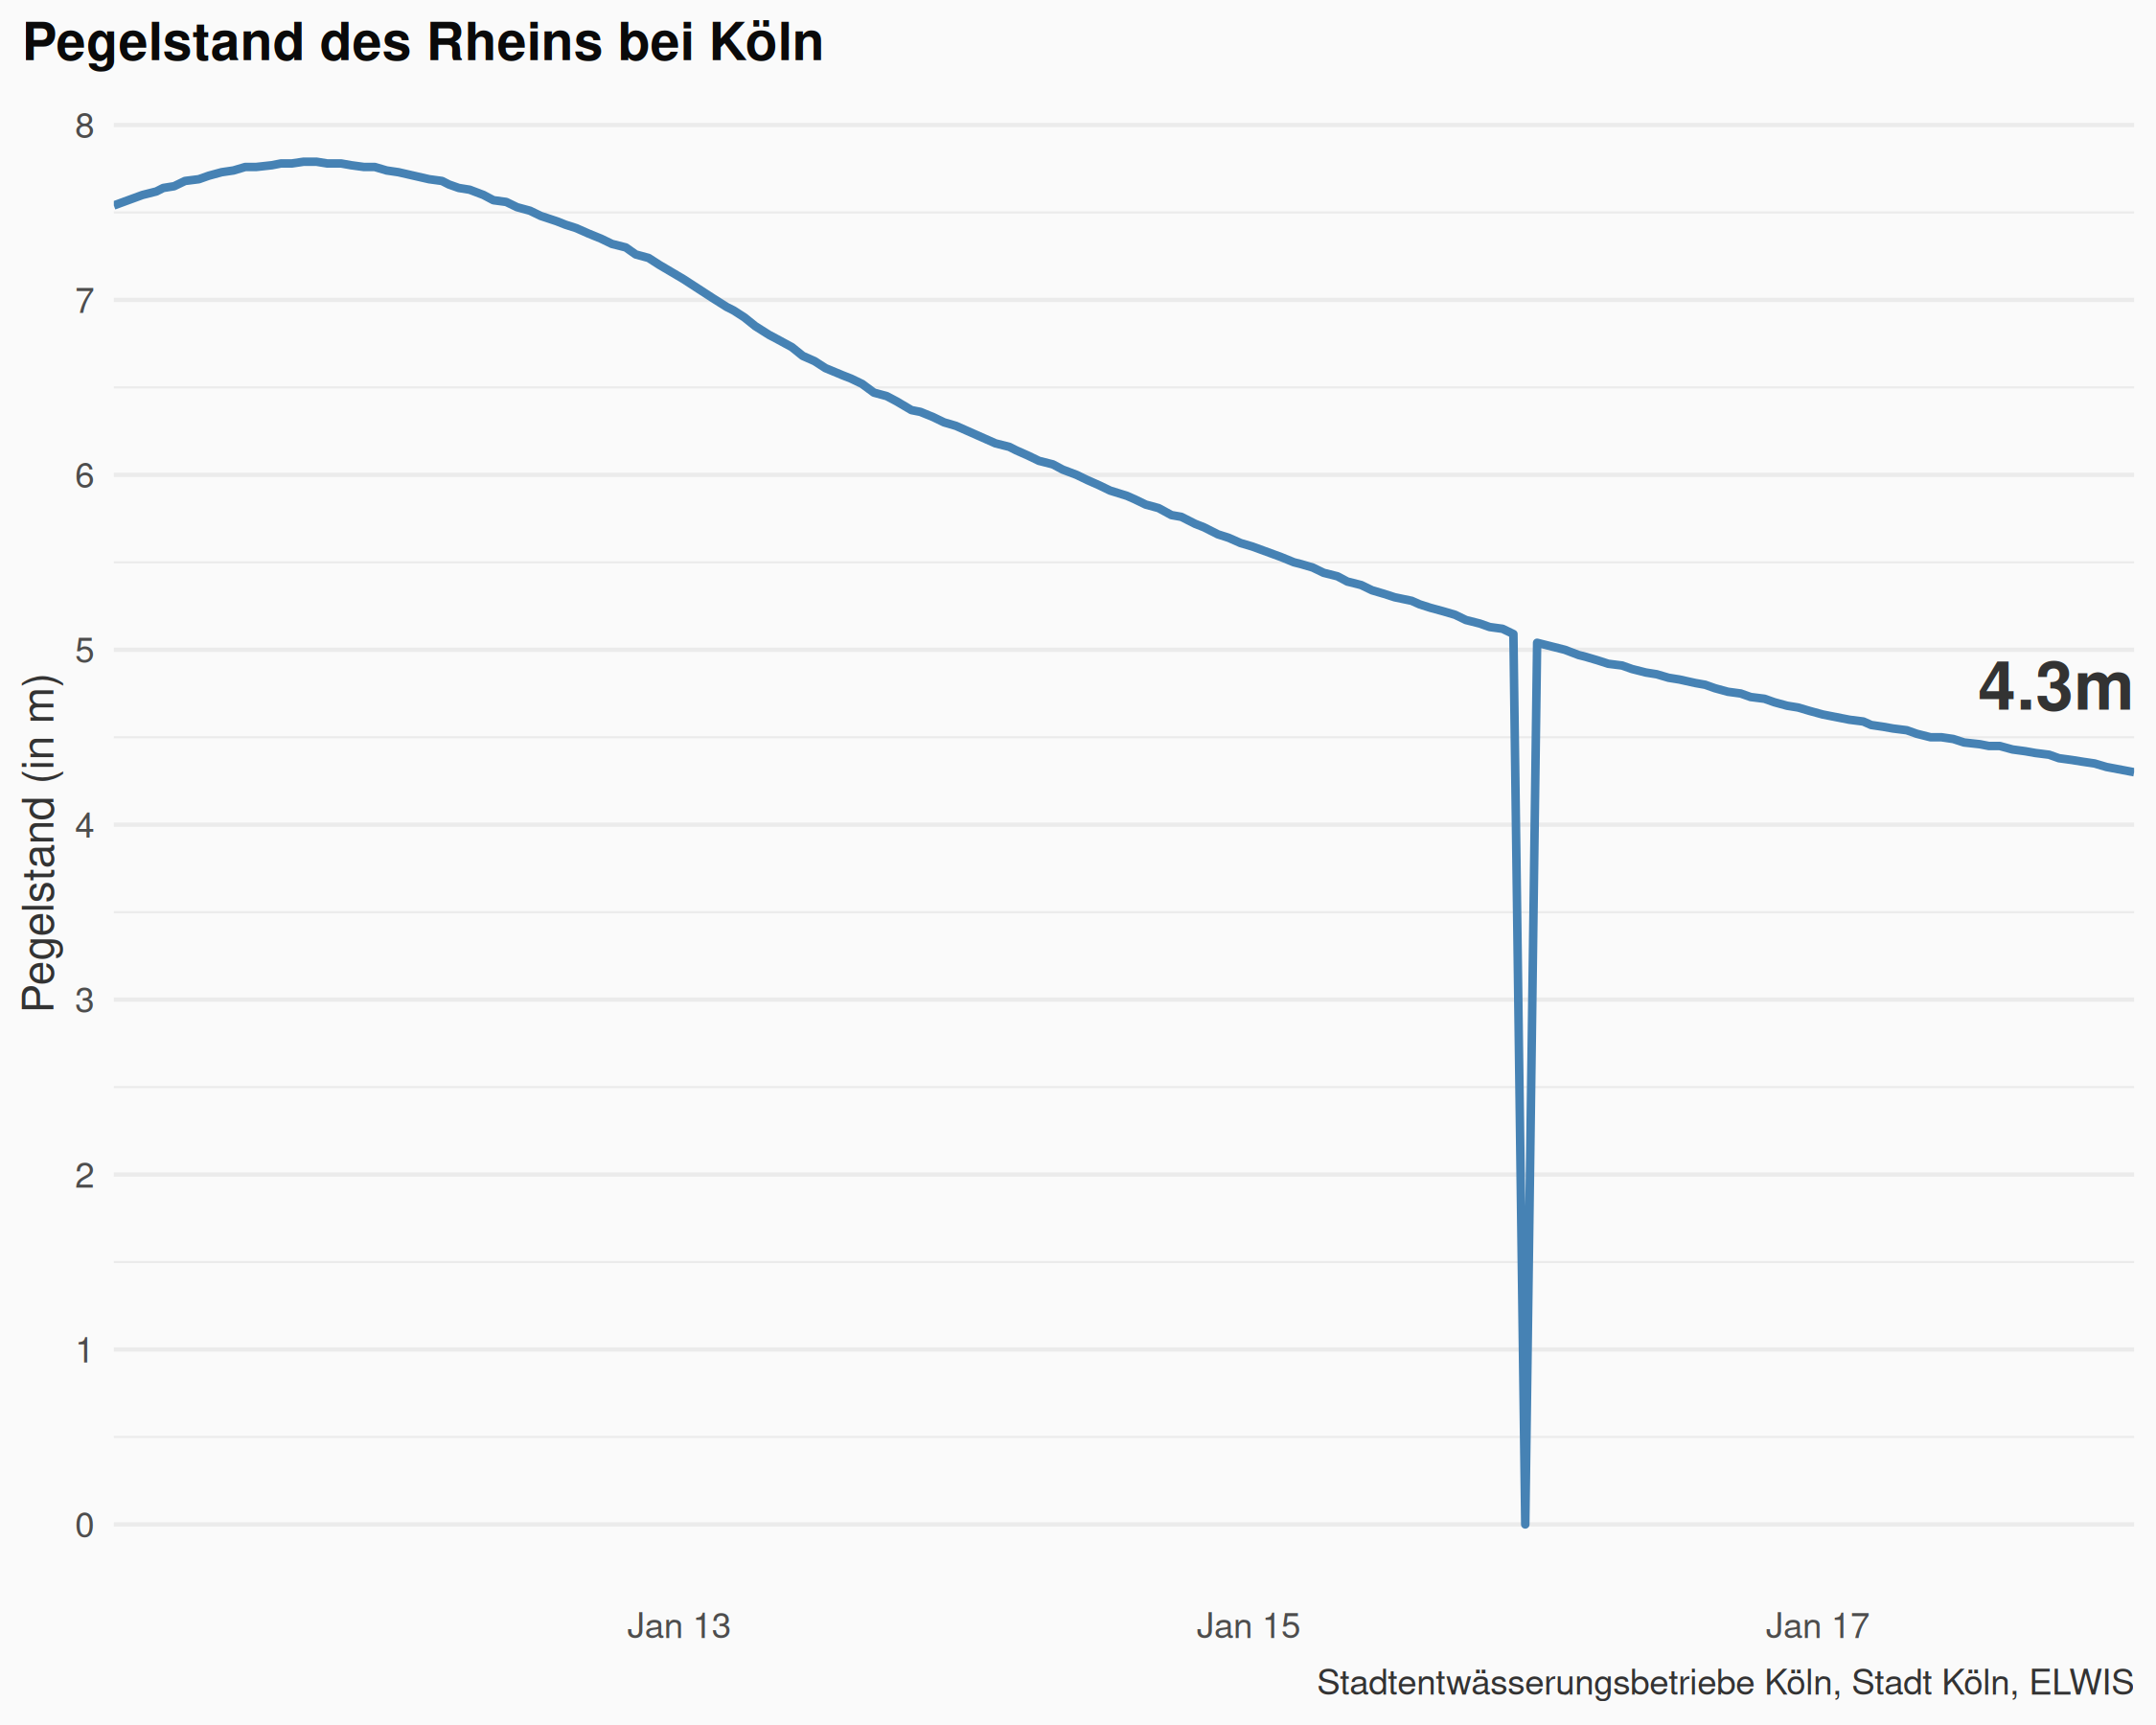 Pegelstand des Rheins bei Köln
Pegelstand (in m)
8
7
6
5
4
3
2
1
0
4.3m
Jan 13
Jan 15
Jan 17
Stadtentwässerungsbetriebe Köln, Stadt Köln, ELWIS